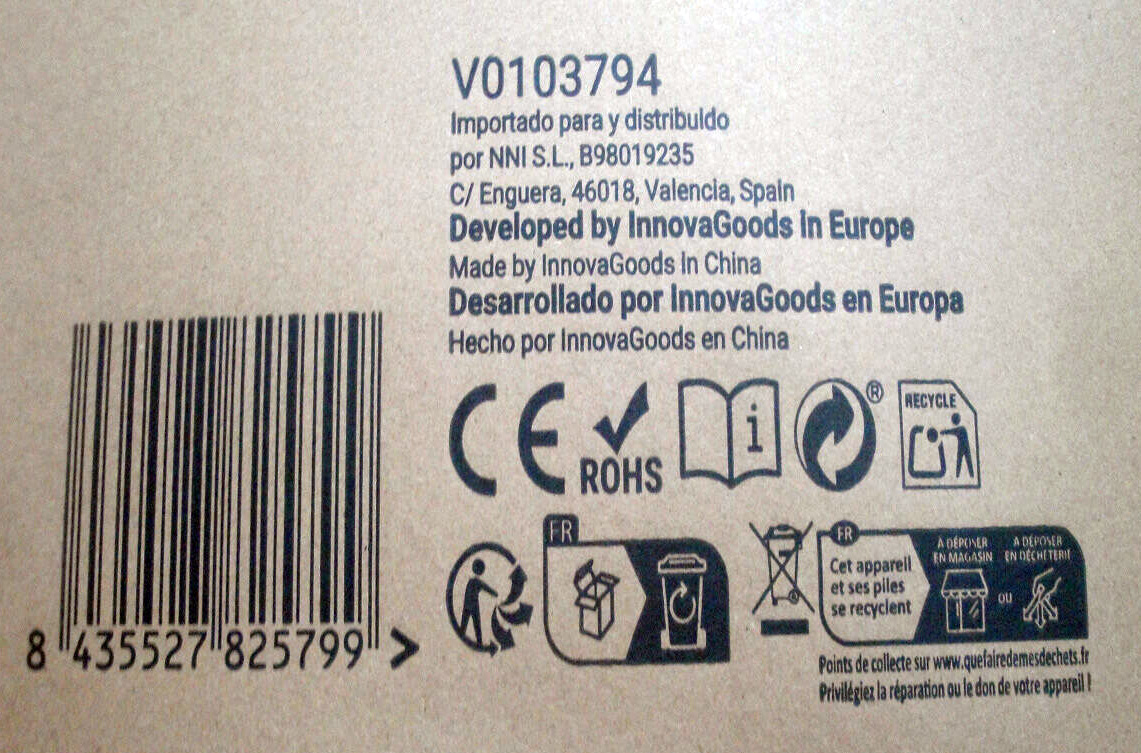 V0103794
Importado para y distribuido
por NNI S.L., B98019235
C/ Enguera, 46018, Valencia, Spain
Developed by InnovaGoods in Europe
Made by InnovaGoods in China
Desarrollado por InnovaGoods en Europa
Hecho por InnovaGoods en China
CE
ROHS
i
®
RECYCLE
FR
FR
Cet appareil
et ses piles
se recyclent
À DÉPOSER
EN MAGASIN
OU
À DÉPOSER
EN DÉCHÈTERIE
Points de collecte sur www.quefairedemesdechets.fr
Privilégiez la réparation ou le don de votre appareil !
8 435527 825799 >